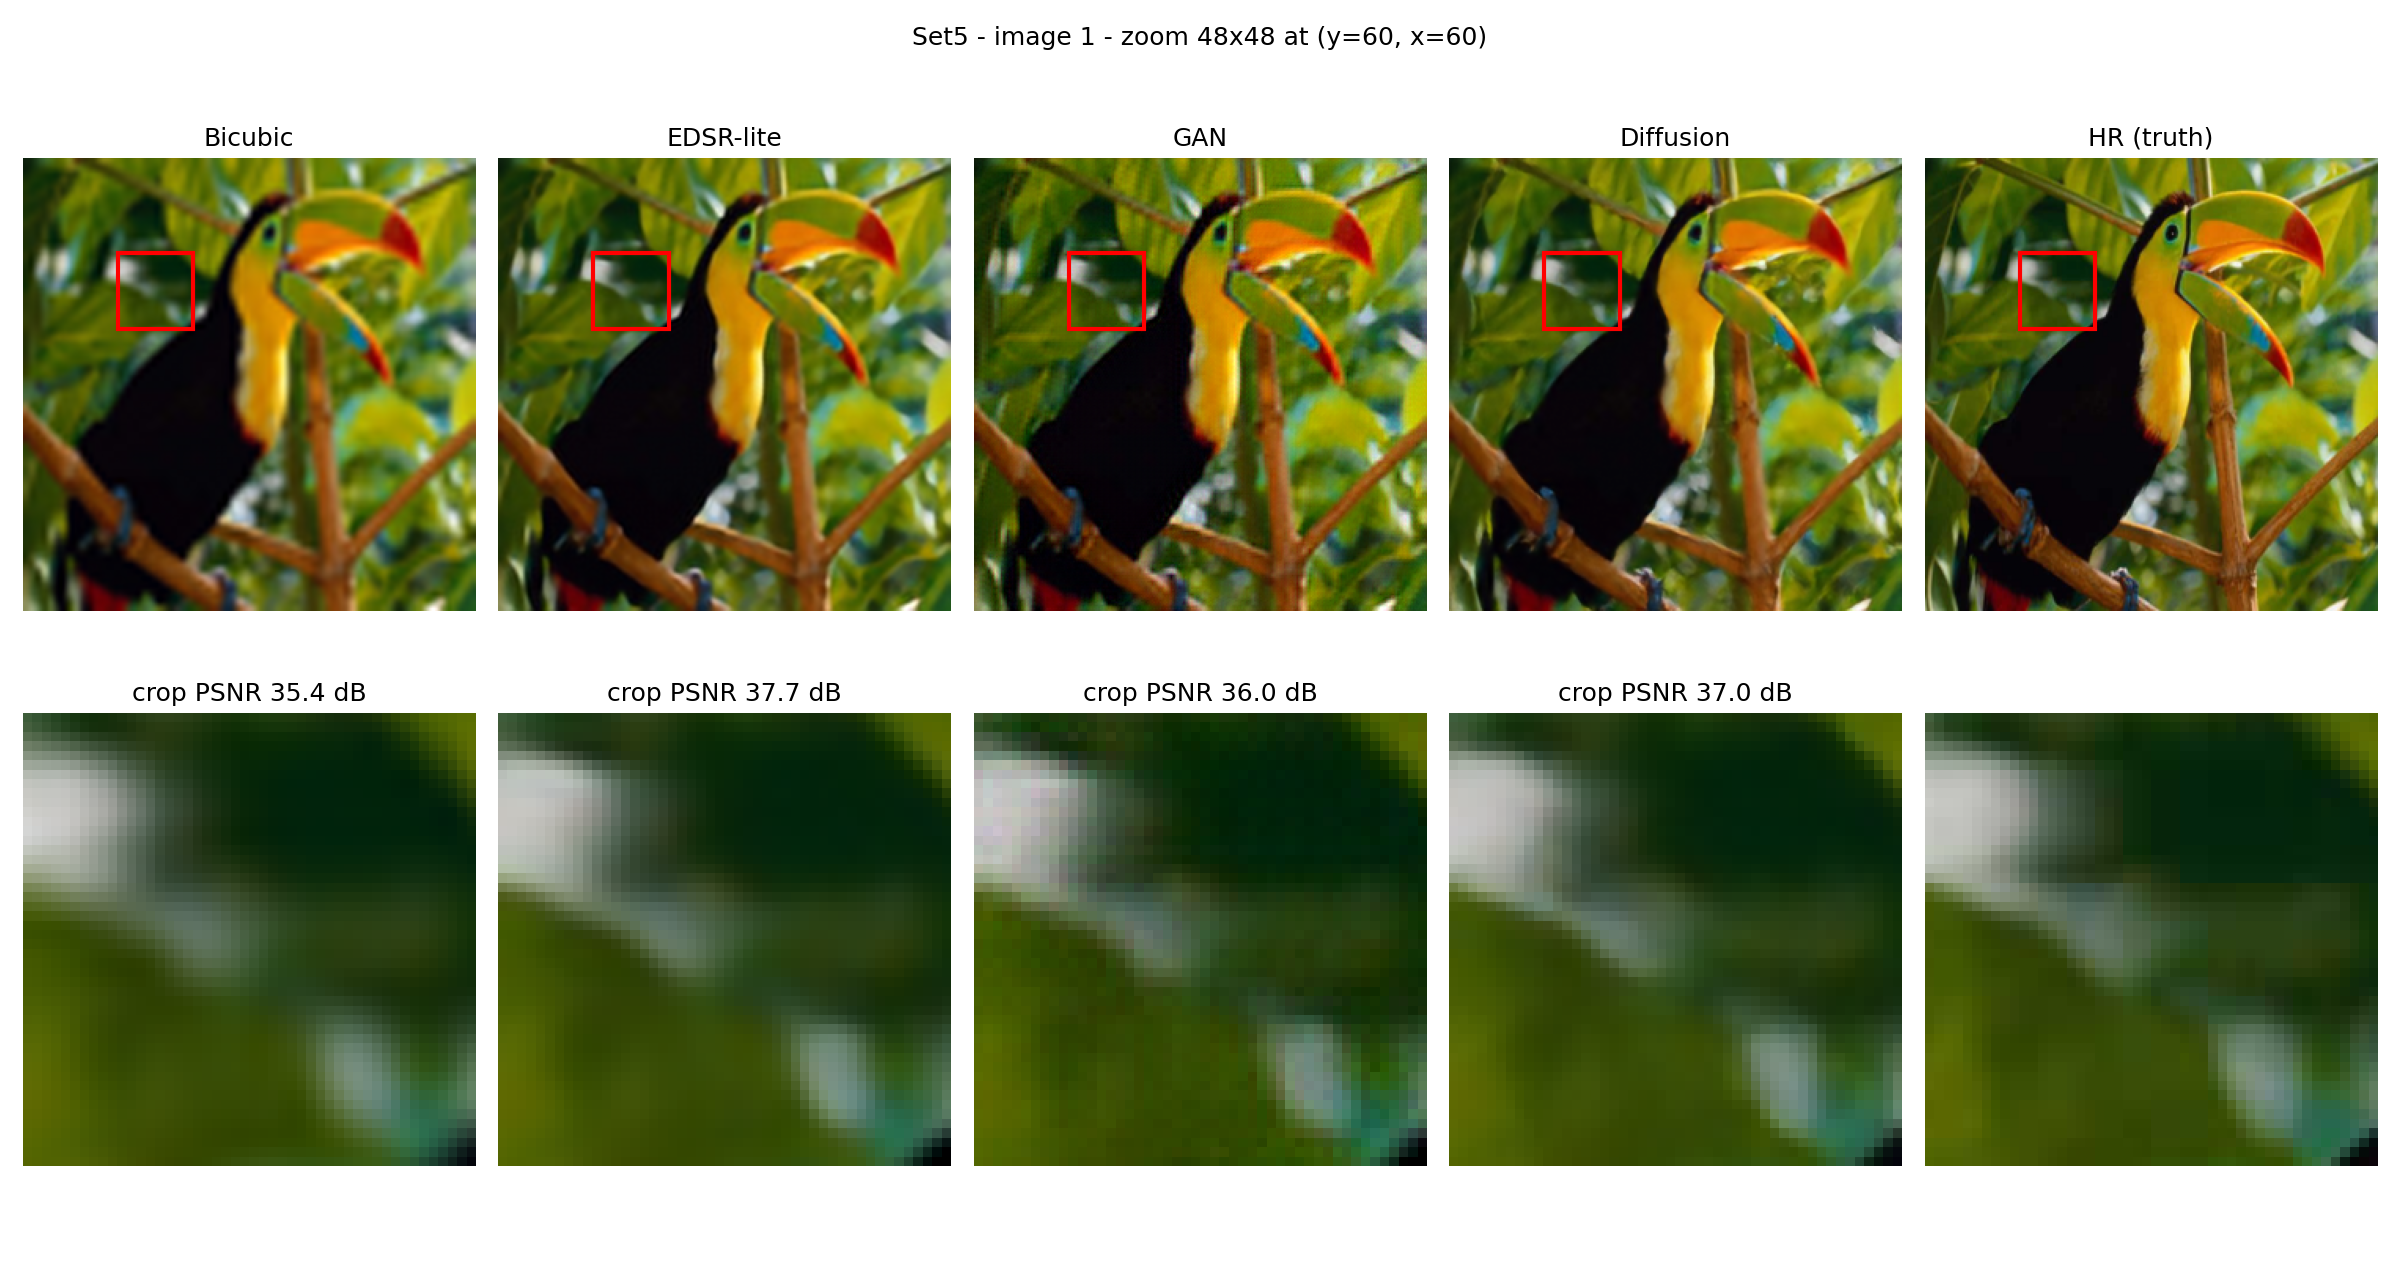 Set5 - image 1 - zoom 48x48 at (y=60, x=60)
Bicubic
EDSR-lite
GAN
Diffusion
HR (truth)
crop PSNR 35.4 dB
crop PSNR 37.7 dB
crop PSNR 36.0 dB
crop PSNR 37.0 dB